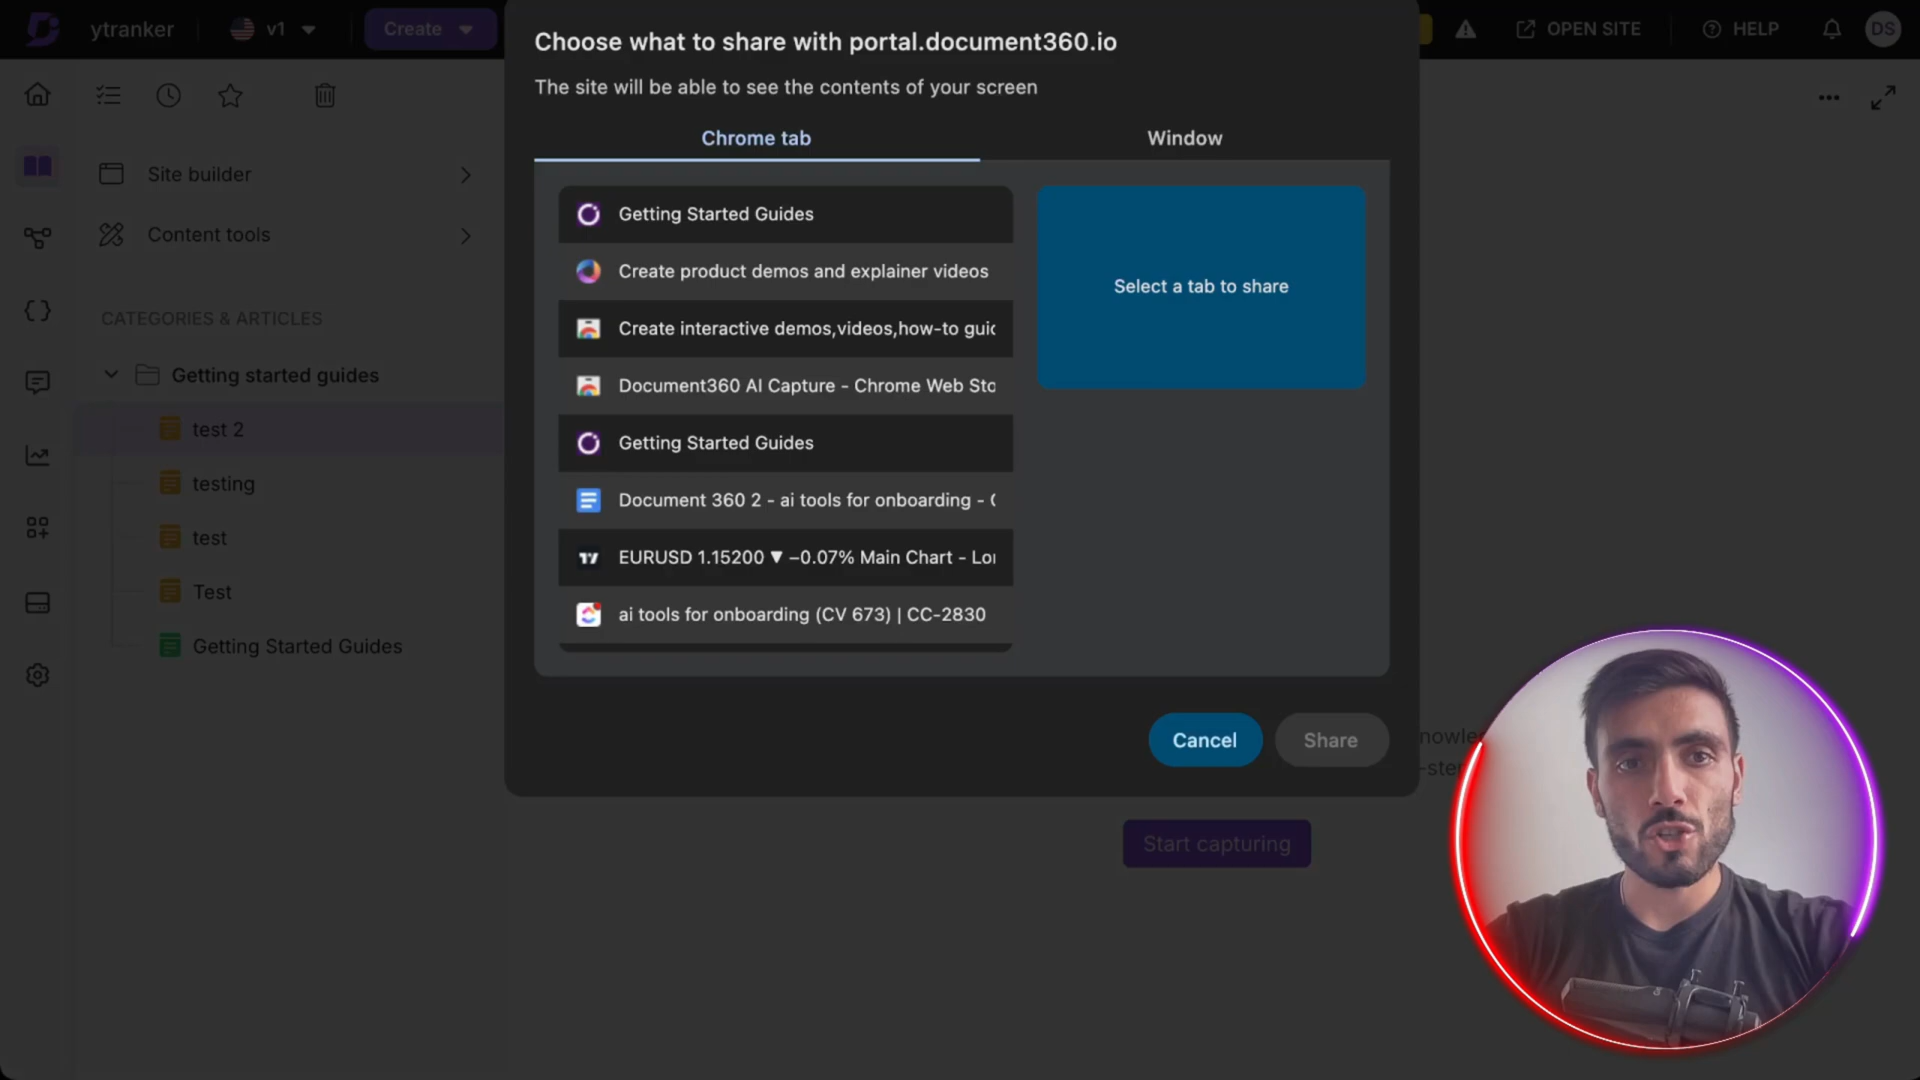 ytranker
v1
Create
OPEN SITE
HELP
DS
Choose what to share with portal.document360.io
The site will be able to see the contents of your screen
Chrome tab
Window
Getting Started Guides
Create product demos and explainer videos
Create interactive demos,videos,how-to guid
Document360 AI Capture - Chrome Web Sto
Getting Started Guides
Document 360 2 - ai tools for onboarding -
EURUSD 1.15200 ▼ −0.07% Main Chart - Lon
ai tools for onboarding (CV 673) | CC-2830
Select a tab to share
Cancel
Share
Site builder
Content tools
CATEGORIES & ARTICLES
Getting started guides
test 2
testing
test
Test
Getting Started Guides
Start capturing